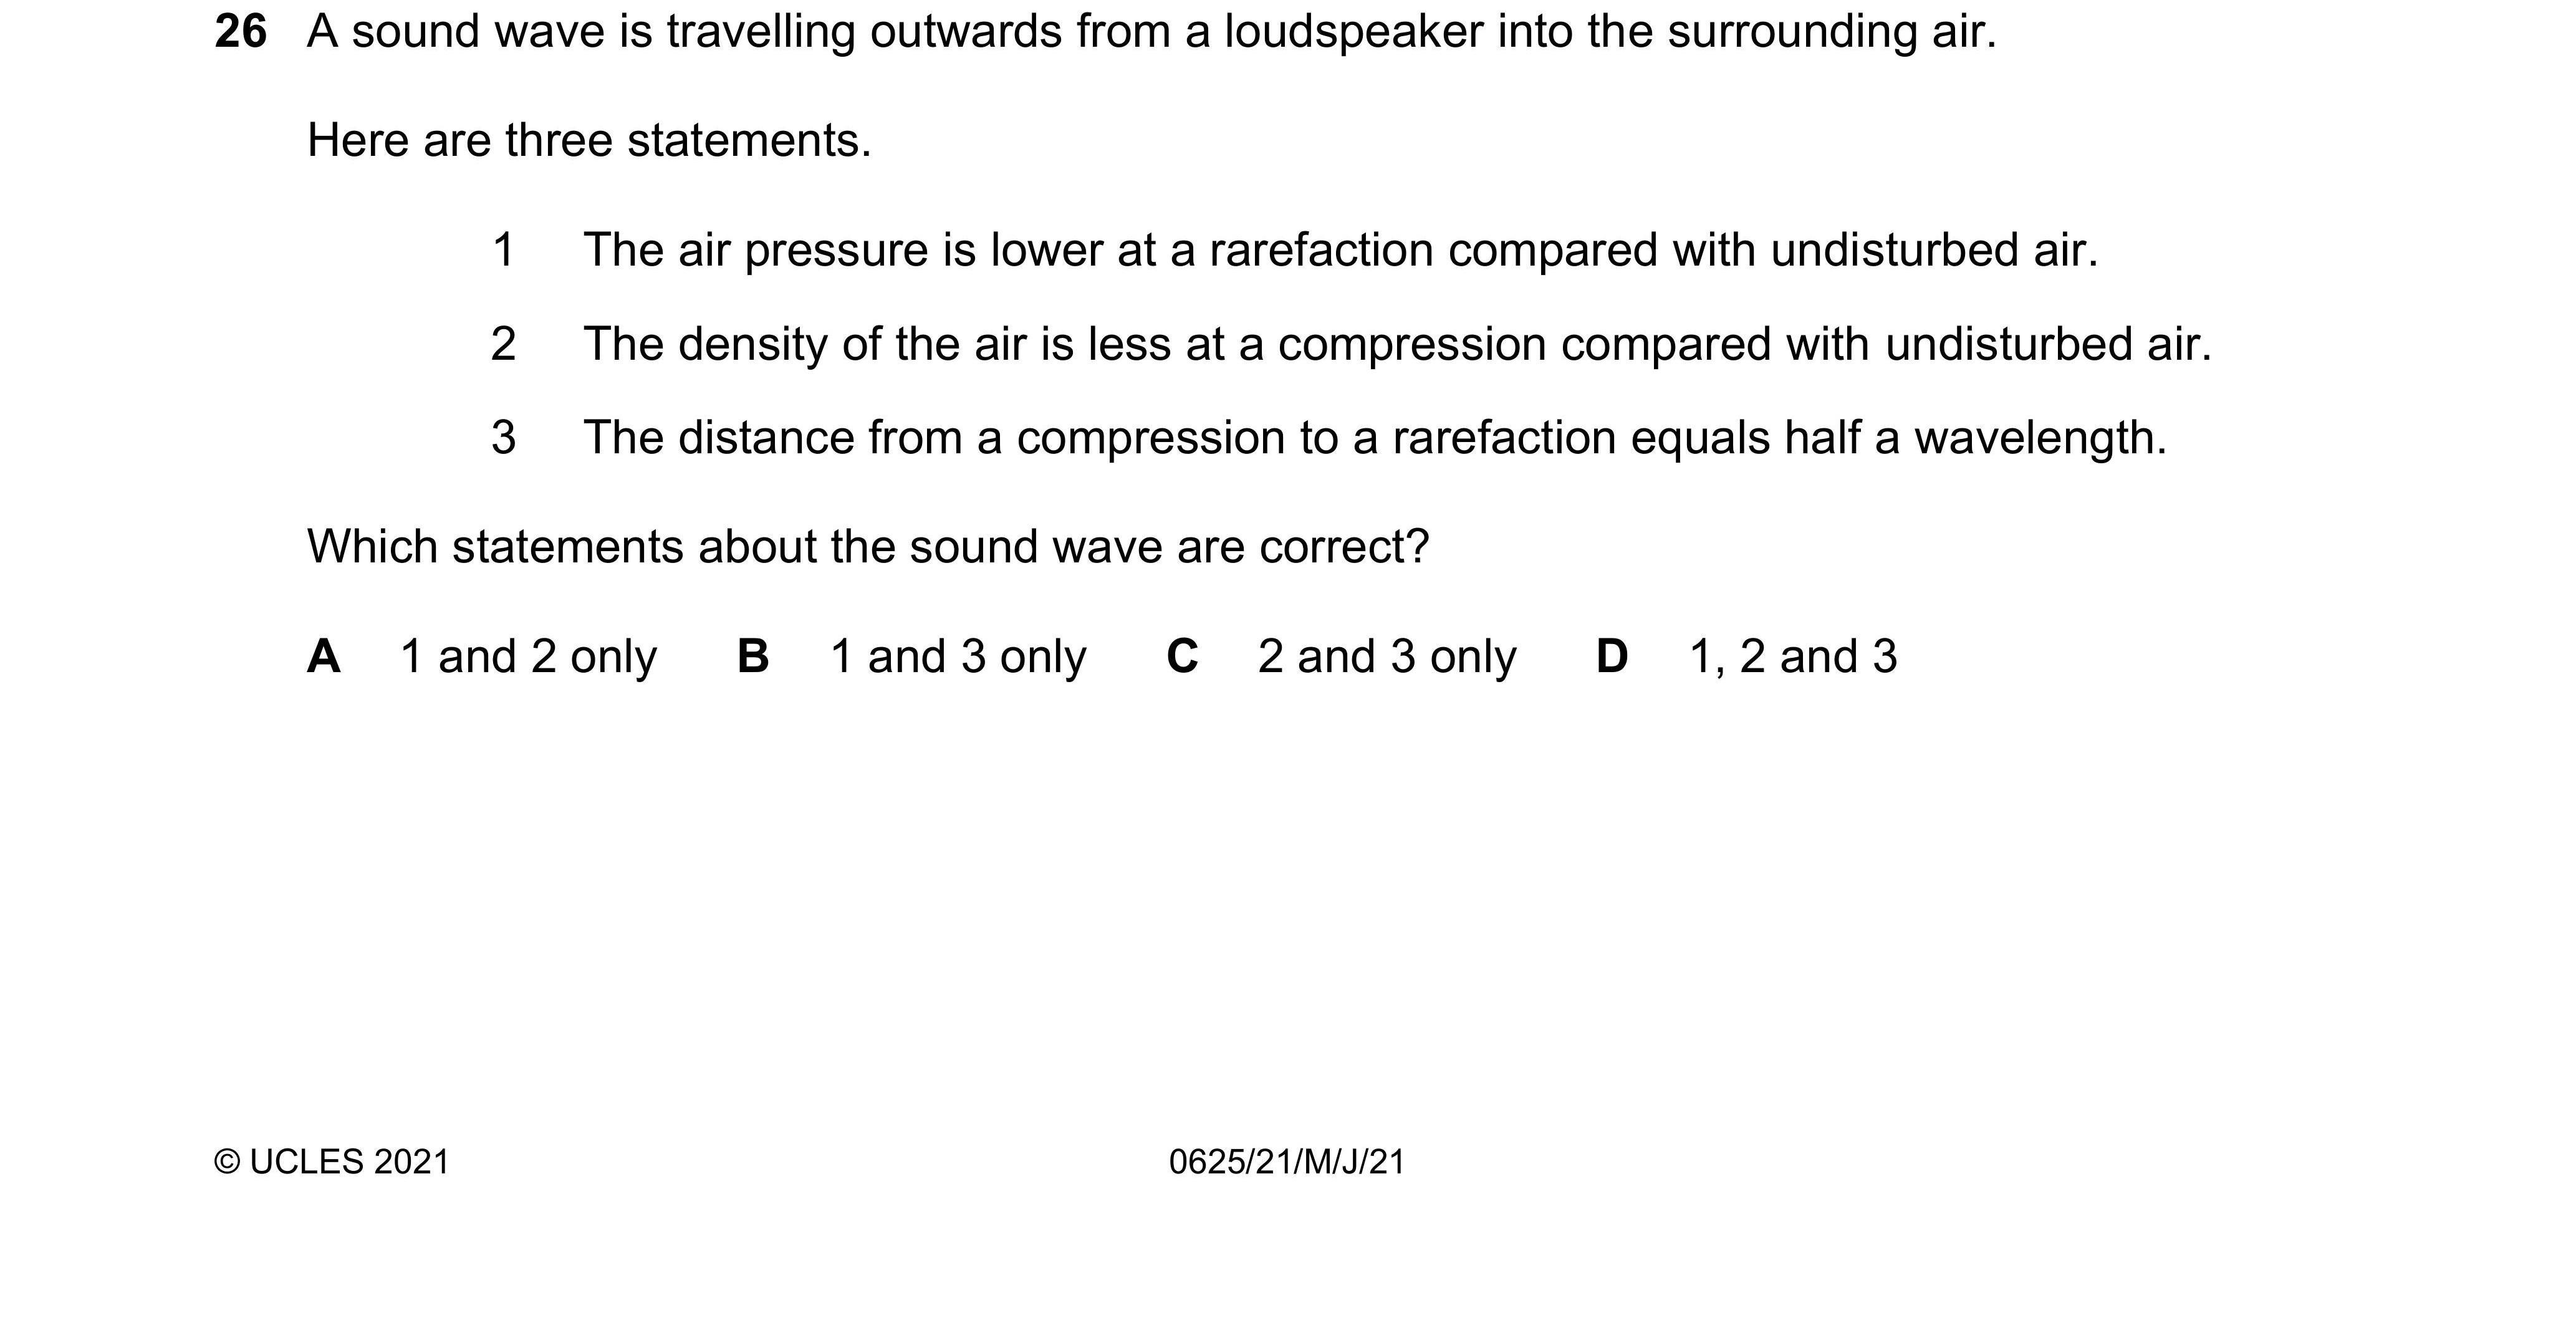 26 A sound wave is travelling outwards from a loudspeaker into the surrounding air.
Here are three statements.
1 The air pressure is lower at a rarefaction compared with undisturbed air.
2 The density of the air is less at a compression compared with undisturbed air.
3 The distance from a compression to a rarefaction equals half a wavelength.
Which statements about the sound wave are correct?
A 1 and 2 only B 1 and 3 only C 2 and 3 only D 1, 2 and 3
© UCLES 2021 0625/21/M/J/21